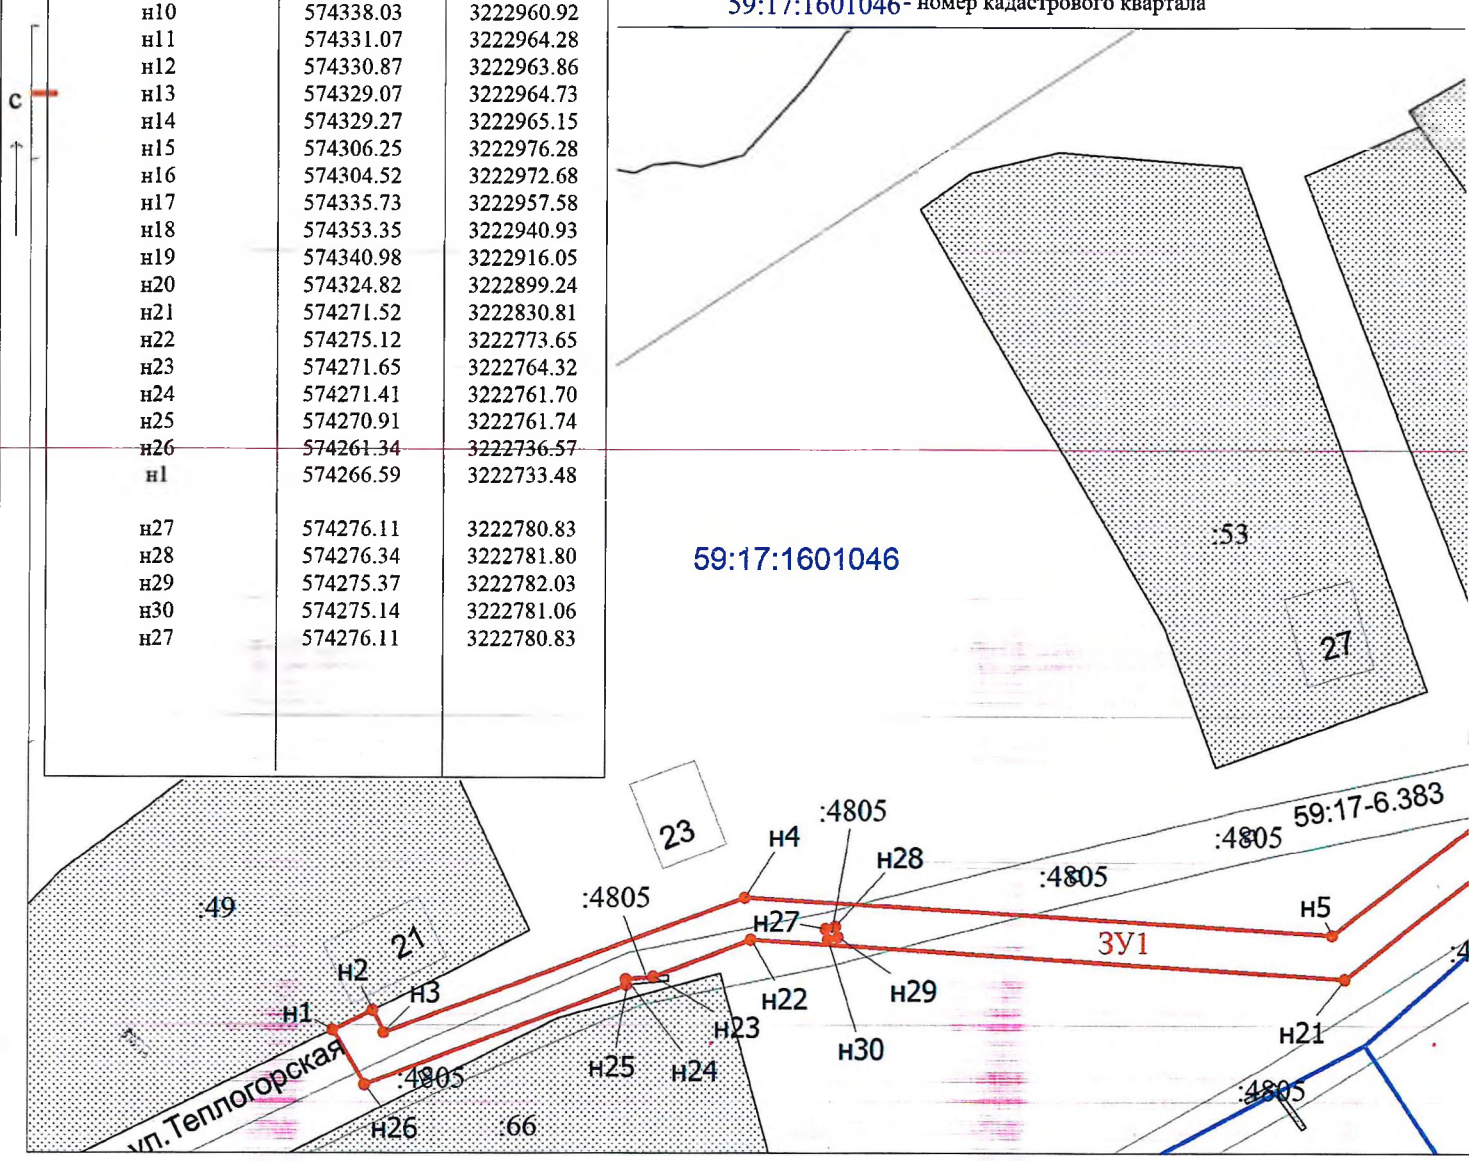 59:17:1601046 - номер кадастрового квартала
н10 574338.03 3222960.92
н11 574331.07 3222964.28
н12 574330.87 3222963.86
н13 574329.07 3222964.73
н14 574329.27 3222965.15
н15 574306.25 3222976.28
н16 574304.52 3222972.68
н17 574335.73 3222957.58
н18 574353.35 3222940.93
н19 574340.98 3222916.05
н20 574324.82 3222899.24
н21 574271.52 3222830.81
н22 574275.12 3222773.65
н23 574271.65 3222764.32
н24 574271.41 3222761.70
н25 574270.91 3222761.74
н26 574261.34 3222736.57
н1 574266.59 3222733.48
н27 574276.11 3222780.83
н28 574276.34 3222781.80
н29 574275.37 3222782.03
н30 574275.14 3222781.06
н27 574276.11 3222780.83
с
:53
59:17:1601046
27
59:17-6.383
:4805
23
:4805
н4
н28
:4805
:4805
:49
н5
н27
21
ЗУ1
:4
н2
н3
н22
н29
н1
н23
н21
н30
н25
н24
ул.Теплогорская
:4805
:4805
н26
:66